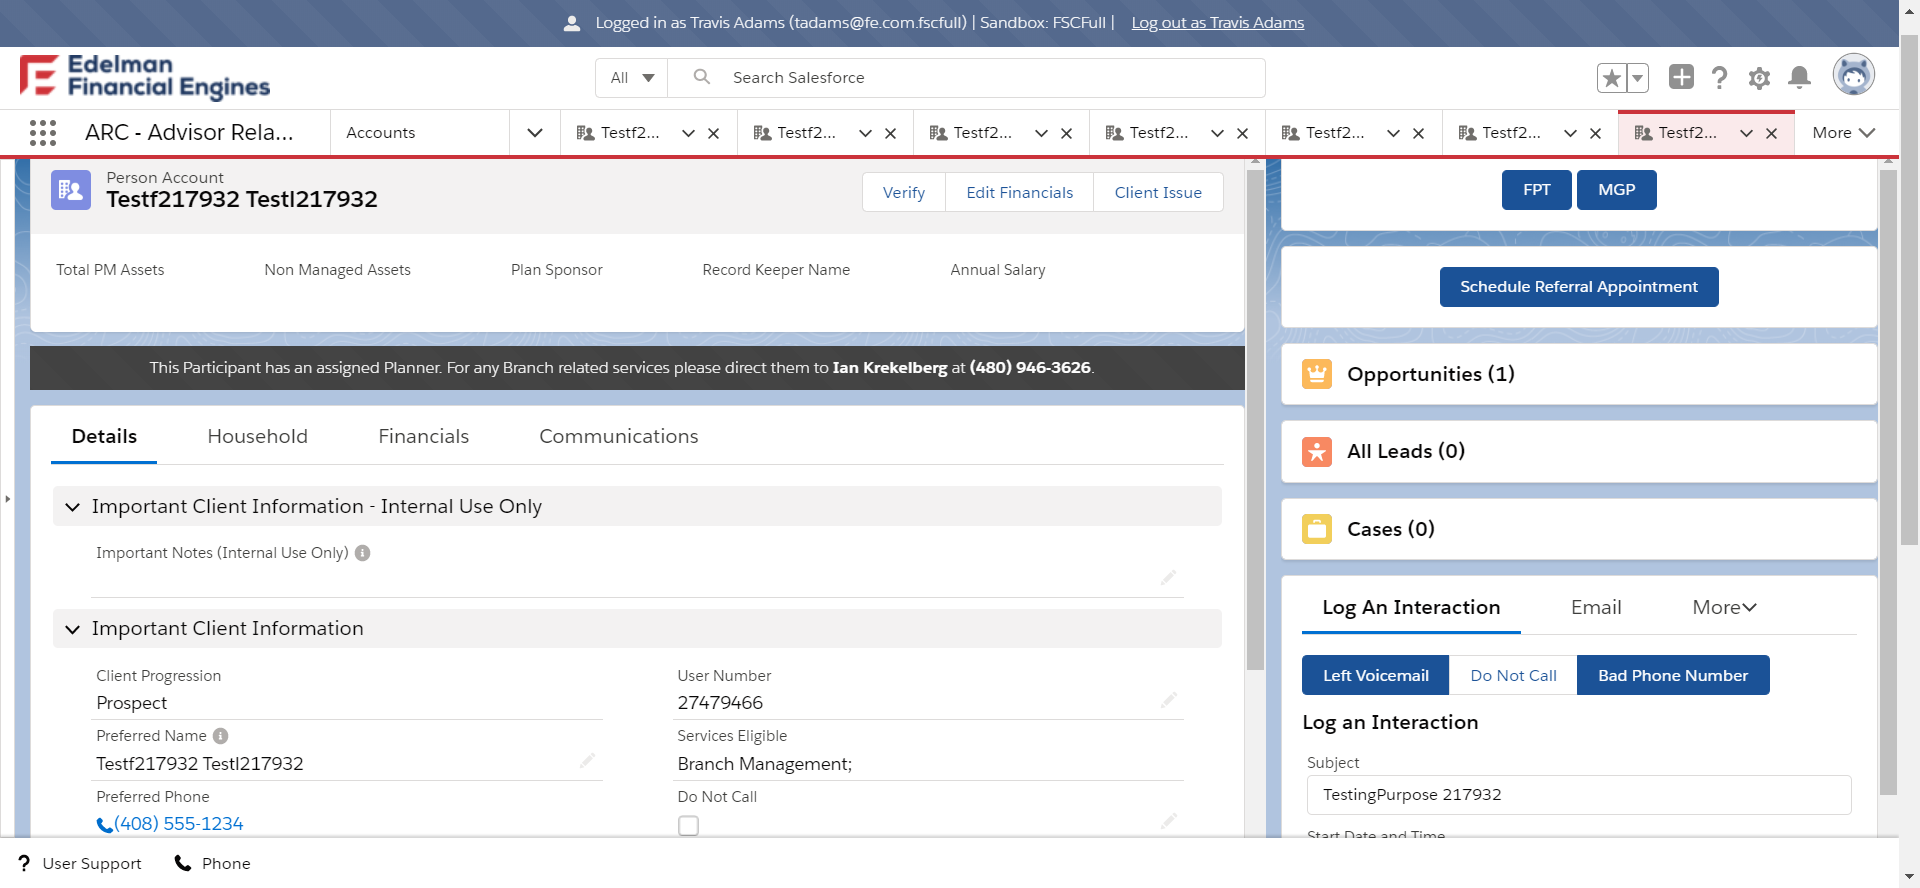 Logged in as Travis Adams (tadams@fe.com.fscfull) | Sandbox: FSCFull | Log out as Travis Adams
Edelman
Financial Engines
All
Search Salesforce
ARC - Advisor Rela...
Accounts
Testf2...
Testf2...
Testf2...
Testf2...
Testf2...
Testf2...
Testf2...
More
Person Account
Testf217932 Testl217932
Verify
Edit Financials
Client Issue
Total PM Assets
Non Managed Assets
Plan Sponsor
Record Keeper Name
Annual Salary
This Participant has an assigned Planner. For any Branch related services please direct them to Ian Krekelberg at (480) 946-3626.
Details
Household
Financials
Communications
Important Client Information - Internal Use Only
Important Notes (Internal Use Only)
Important Client Information
Client Progression
Prospect
User Number
27479466
Preferred Name
Testf217932 Testl217932
Services Eligible
Branch Management;
Preferred Phone
(408) 555-1234
Do Not Call
FPT
MGP
Schedule Referral Appointment
Opportunities (1)
All Leads (0)
Cases (0)
Log An Interaction
Email
More
Left Voicemail
Do Not Call
Bad Phone Number
Log an Interaction
Subject
TestingPurpose 217932
Start Date and Time
User Support
Phone